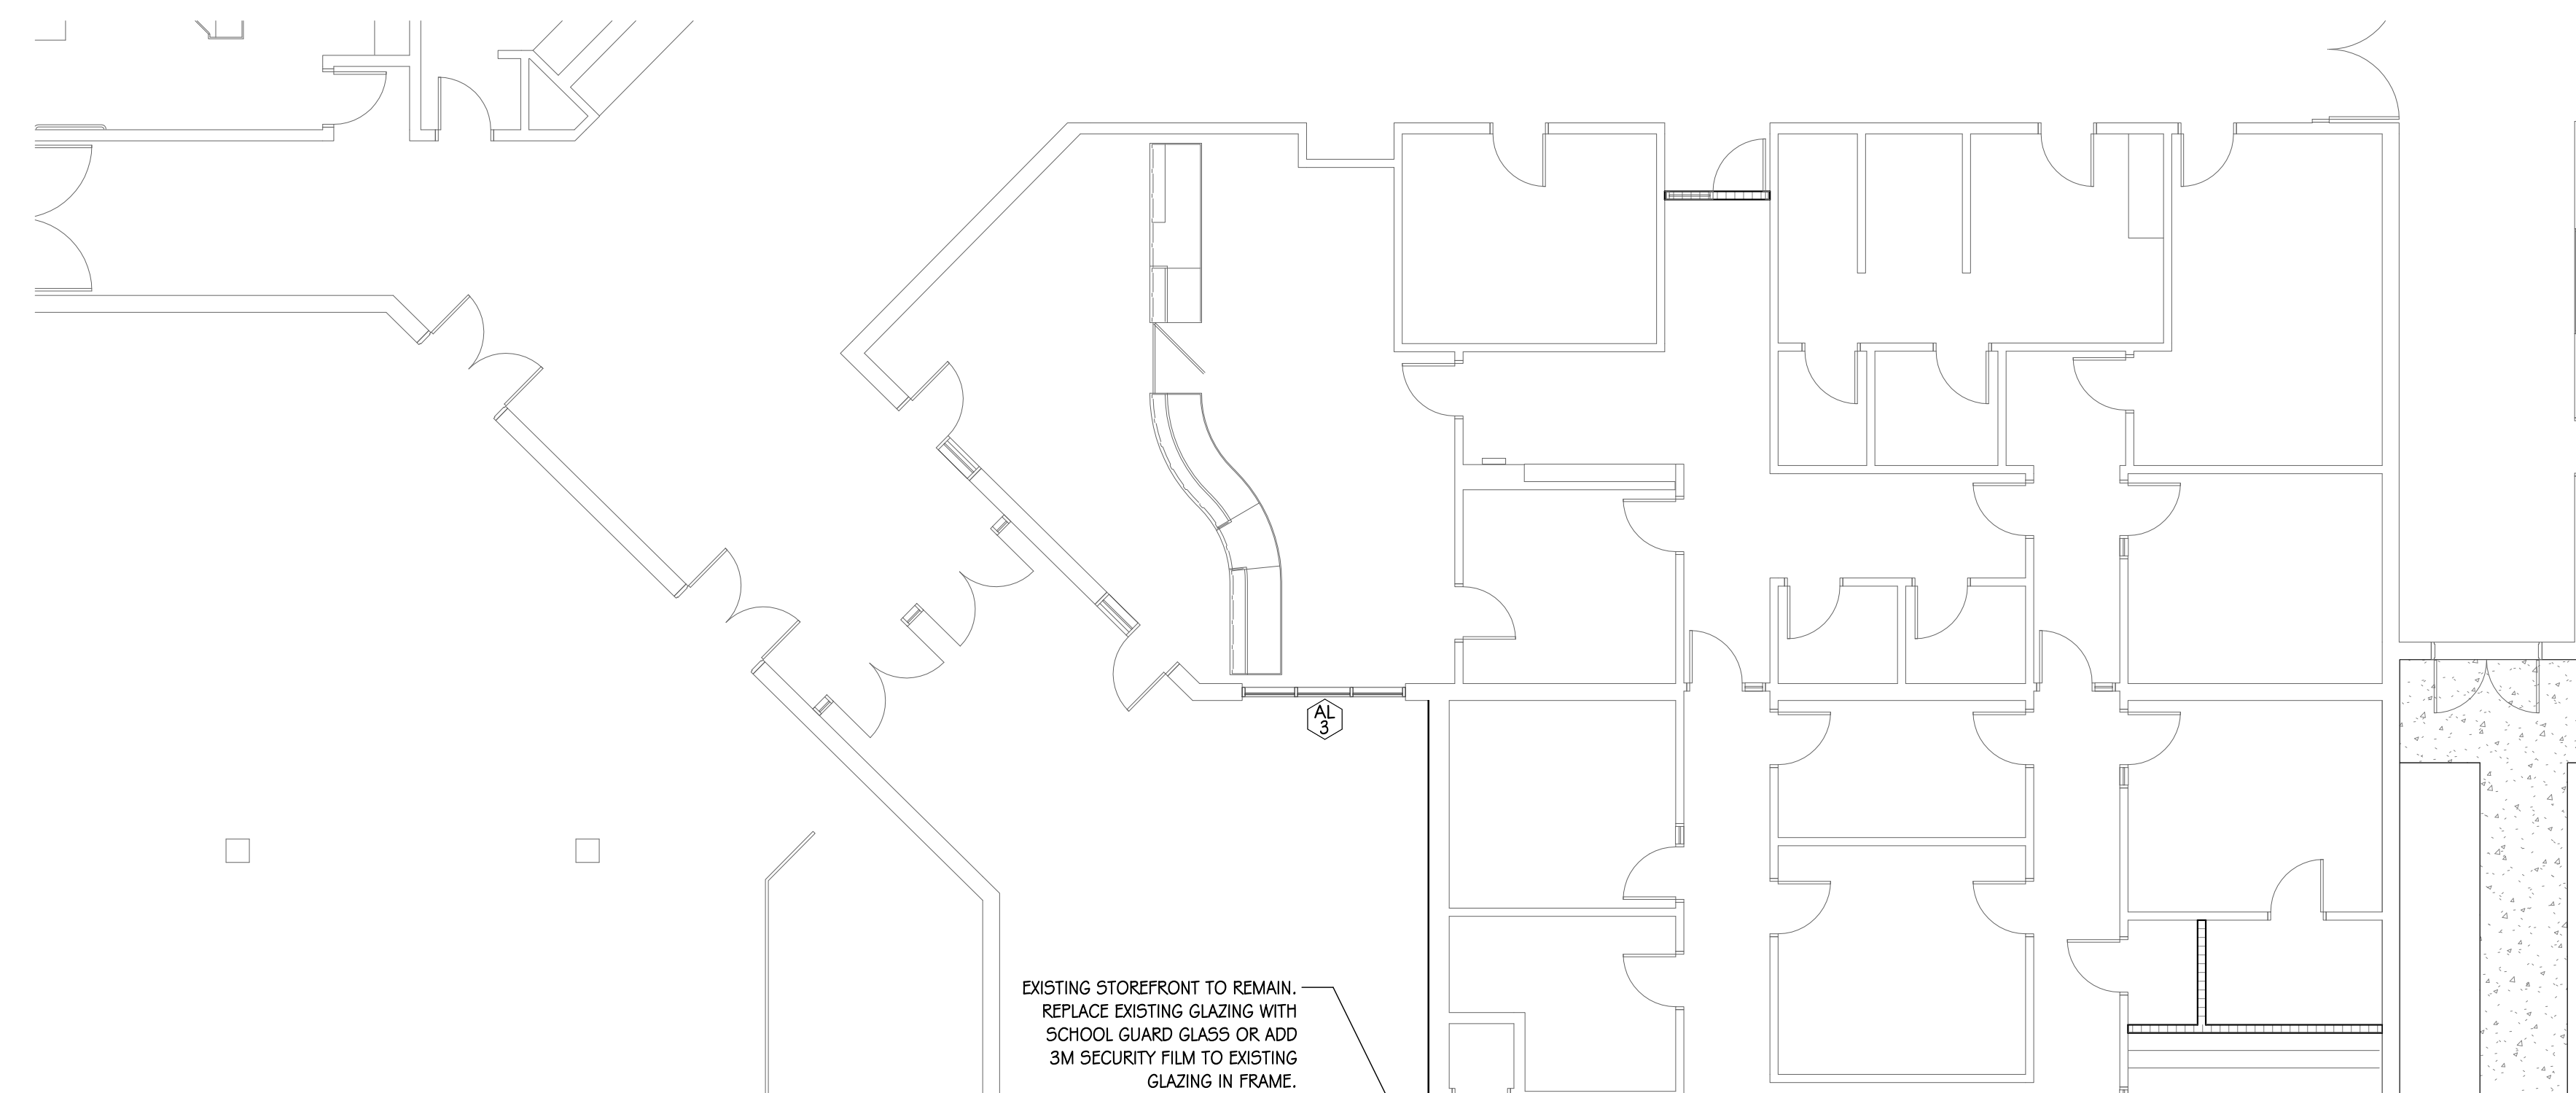 AL
3
EXISTING STOREFRONT TO REMAIN.
REPLACE EXISTING GLAZING WITH
SCHOOL GUARD GLASS OR ADD
3M SECURITY FILM TO EXISTING
GLAZING IN FRAME.